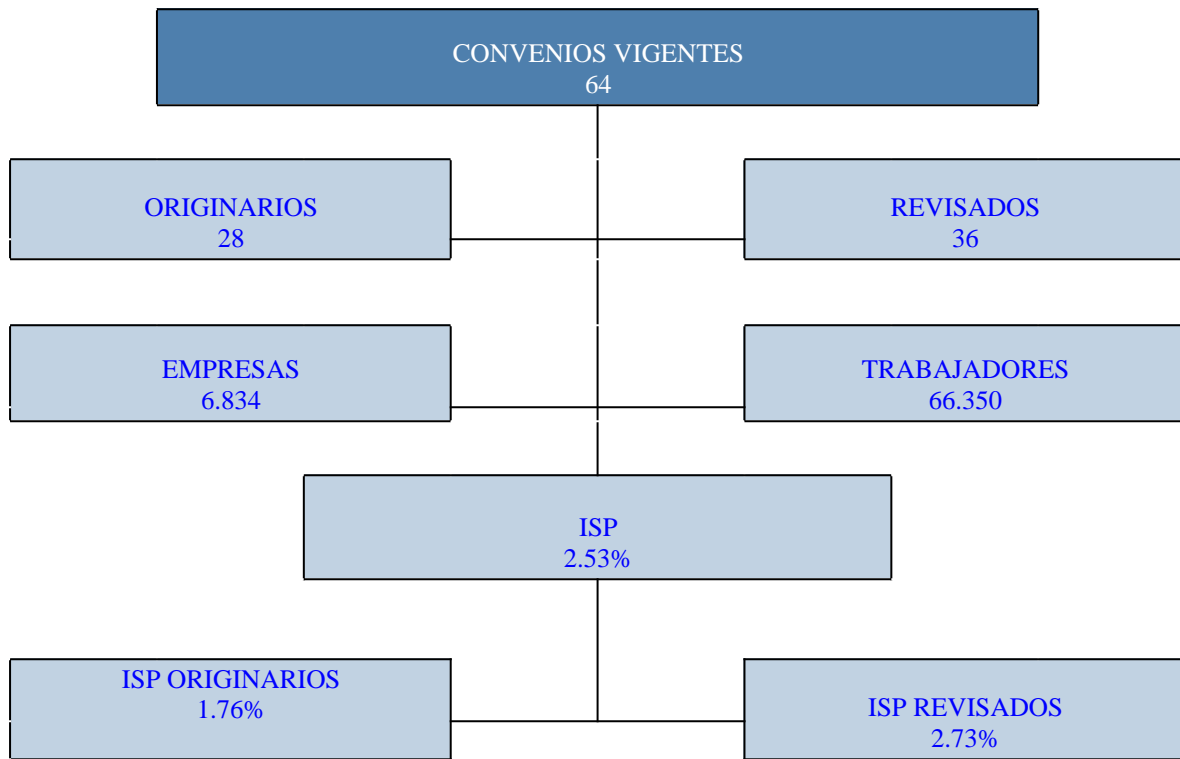 CONVENIOS VIGENTES
64
ORIGINARIOS
28
REVISADOS
36
EMPRESAS
6.834
TRABAJADORES
66.350
ISP
2.53%
ISP ORIGINARIOS
1.76%
ISP REVISADOS
2.73%